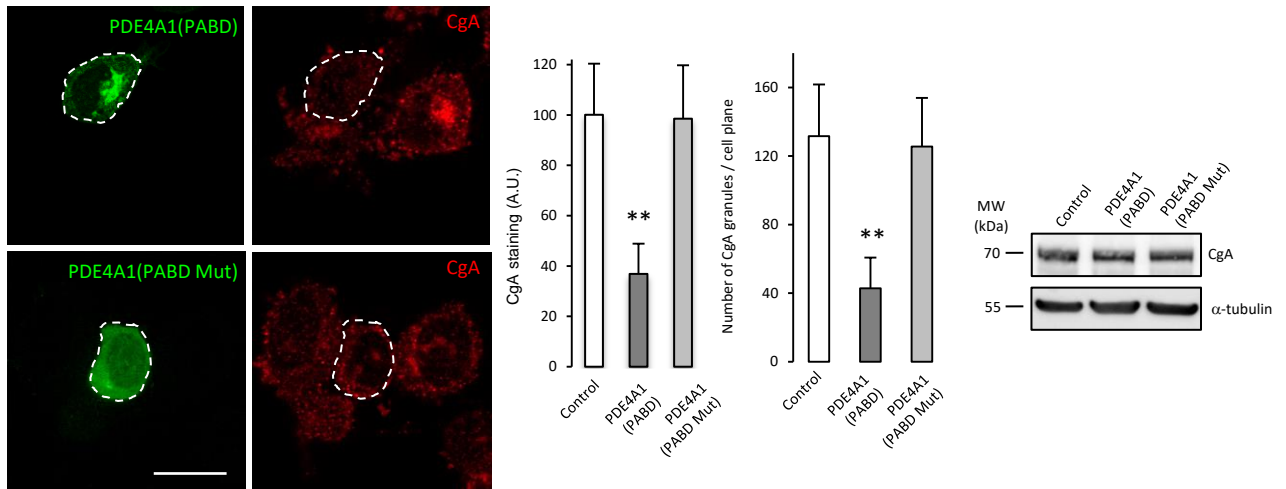 PDE4A1(PABD)
CgA
PDE4A1(PABD Mut)
CgA
CgA staining (A.U.)
120
100
80
60
40
20
0
**
Control
PDE4A1
(PABD)
PDE4A1
(PABD Mut)
Number of CgA granules / cell plane
160
120
80
40
0
**
Control
PDE4A1
(PABD)
PDE4A1
(PABD Mut)
MW
(kDa)
Control
PDE4A1
(PABD)
PDE4A1
(PABD Mut)
70
CgA
55
α-tubulin